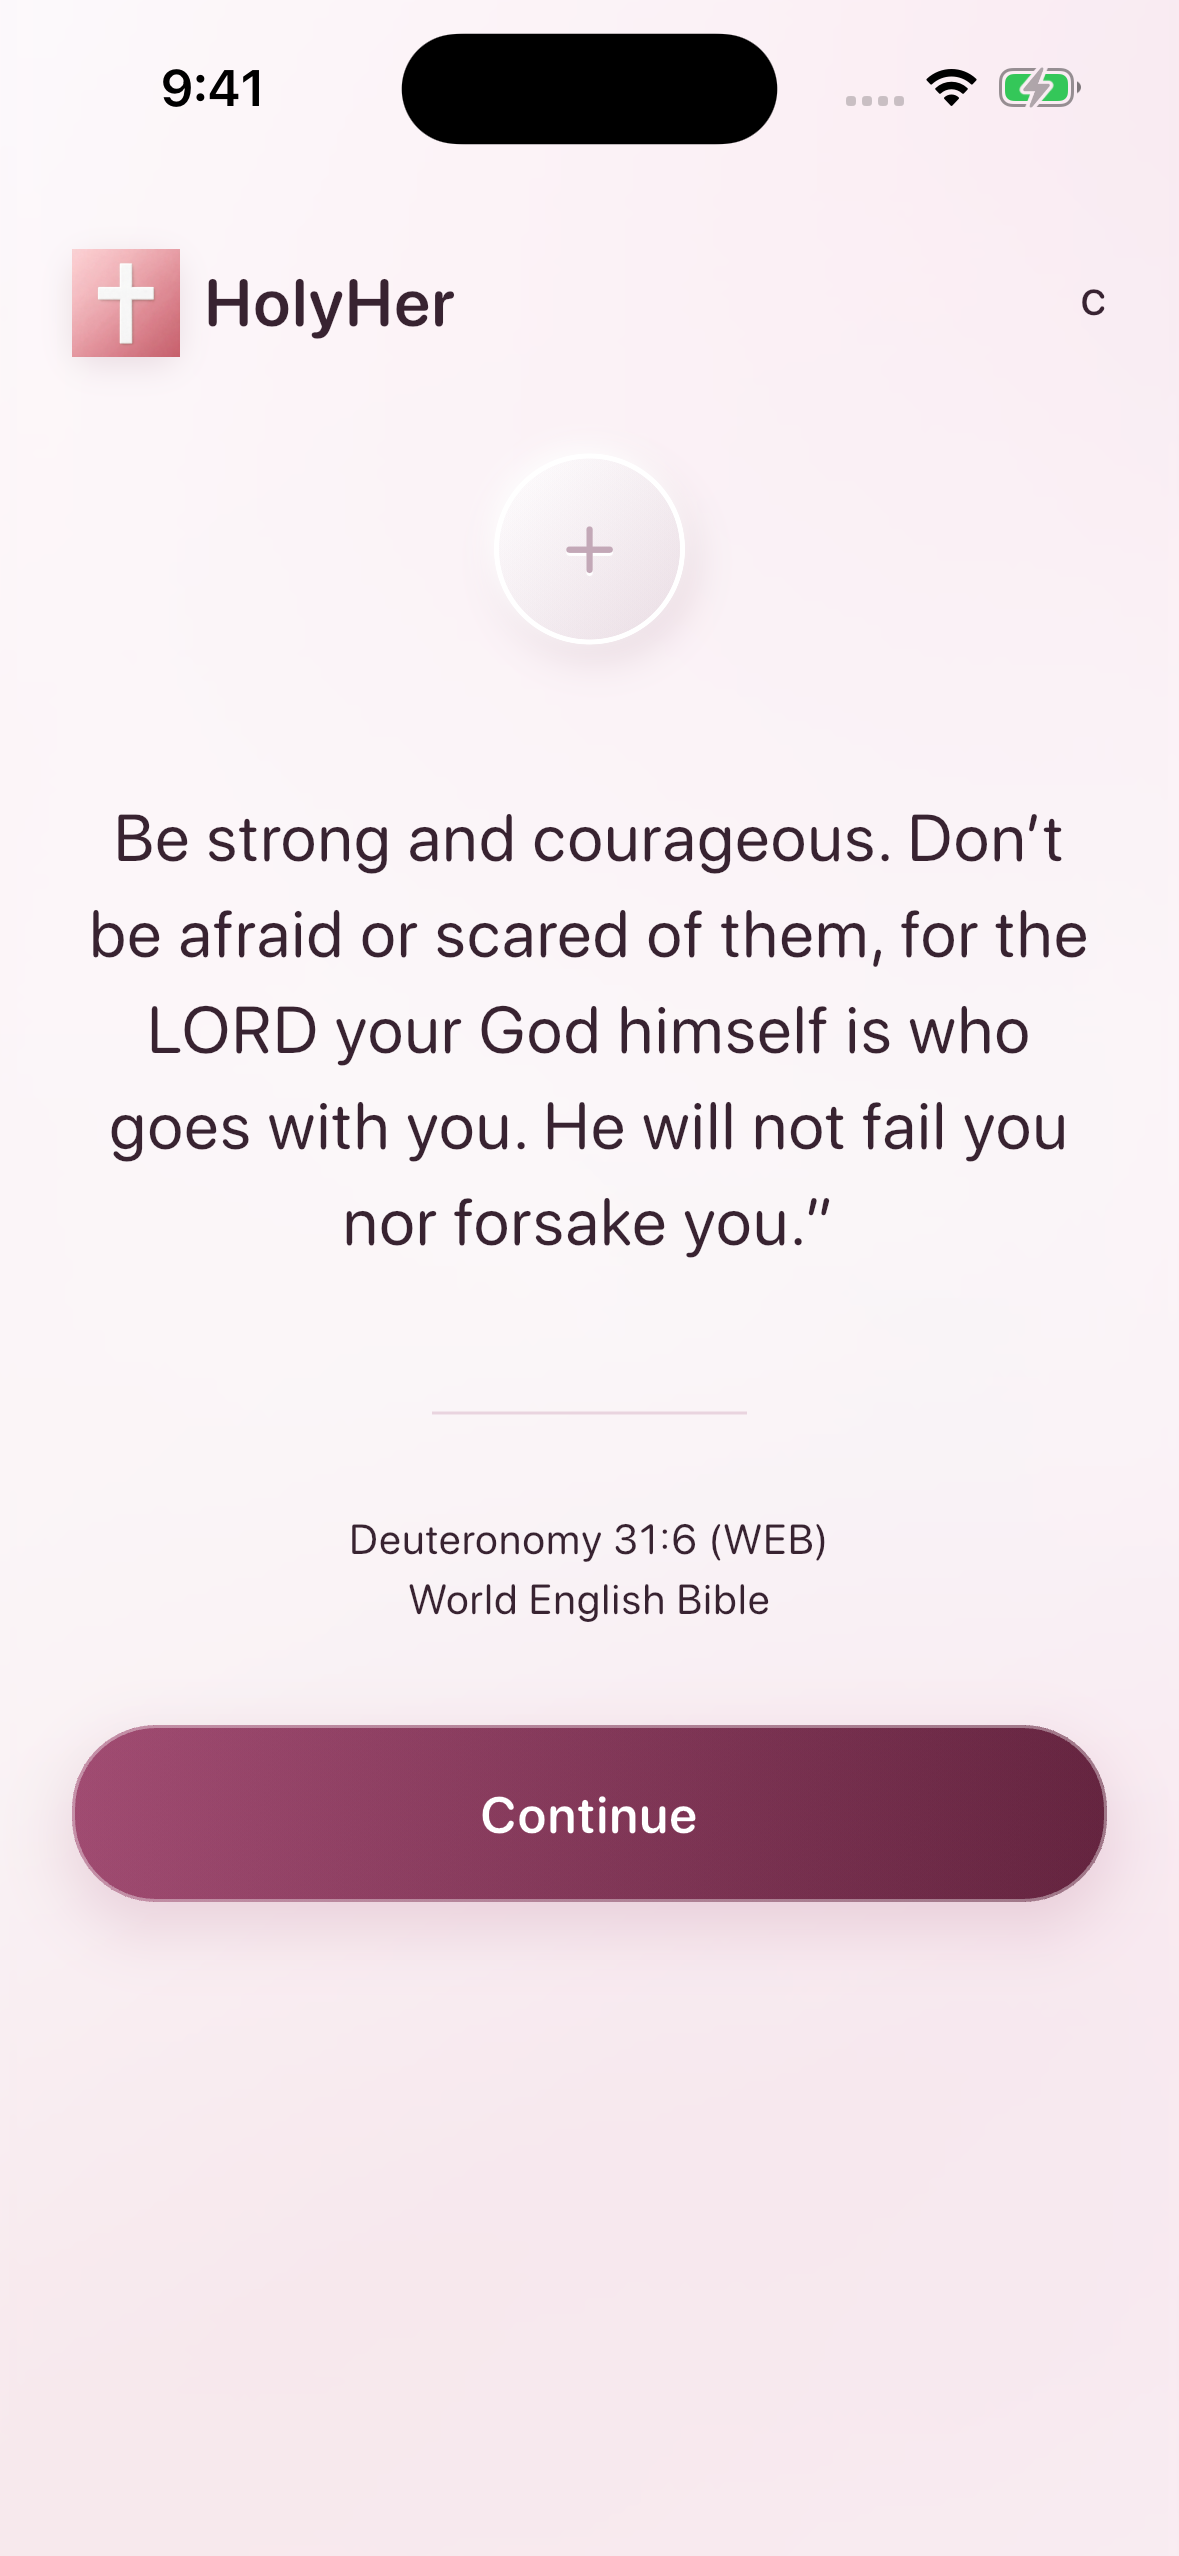 9:41
HolyHer
c
Be strong and courageous. Don’t
be afraid or scared of them, for the
LORD your God himself is who
goes with you. He will not fail you
nor forsake you.”
Deuteronomy 31:6 (WEB)
World English Bible
Continue